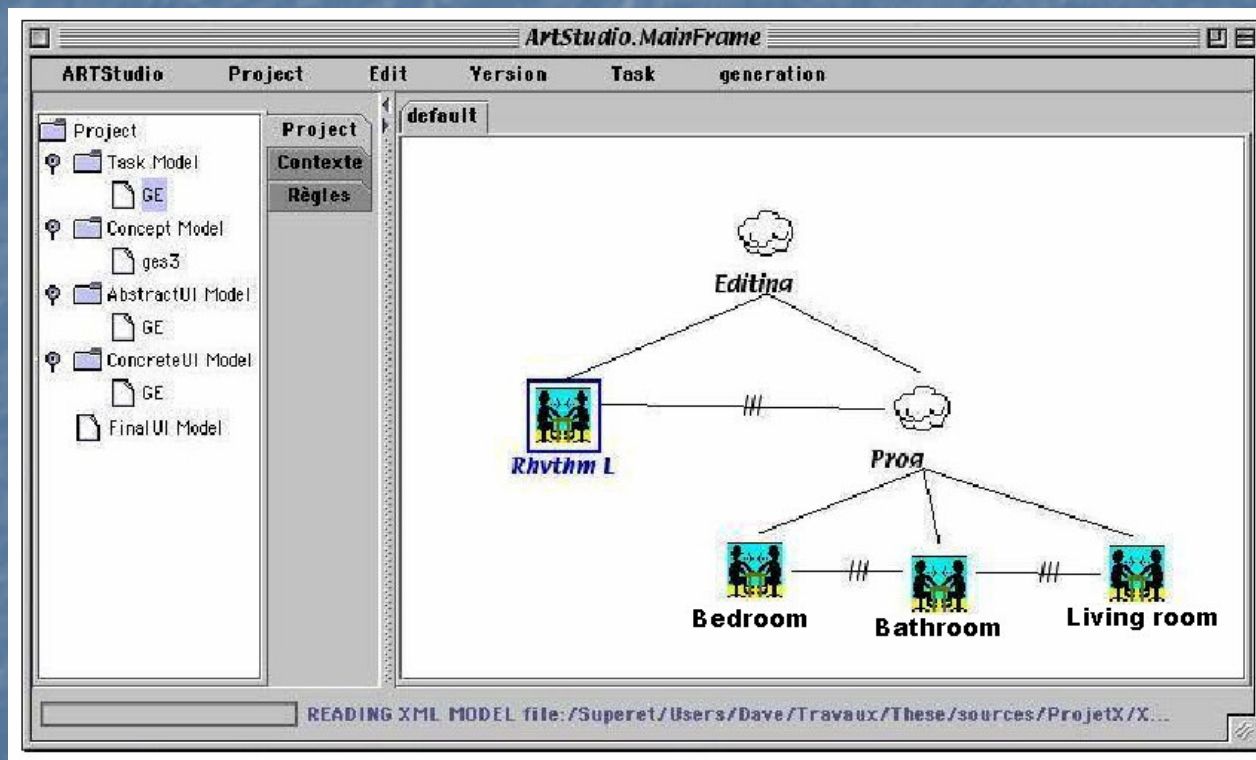 ArtStudio.MainFrame
ARTStudio Project Edit Version Task generation
Project
Task Model
GE
Concept Model
ges3
AbstractUI Model
GE
ConcreteUI Model
GE
FinalUI Model
Project
Contexte
Règles
default
Editing
Rhythm L
Prog
Bedroom
Bathroom
Living room
READING XML MODEL file:/Superet/Users/Dave/Travaux/These/sources/ProjetX/X...